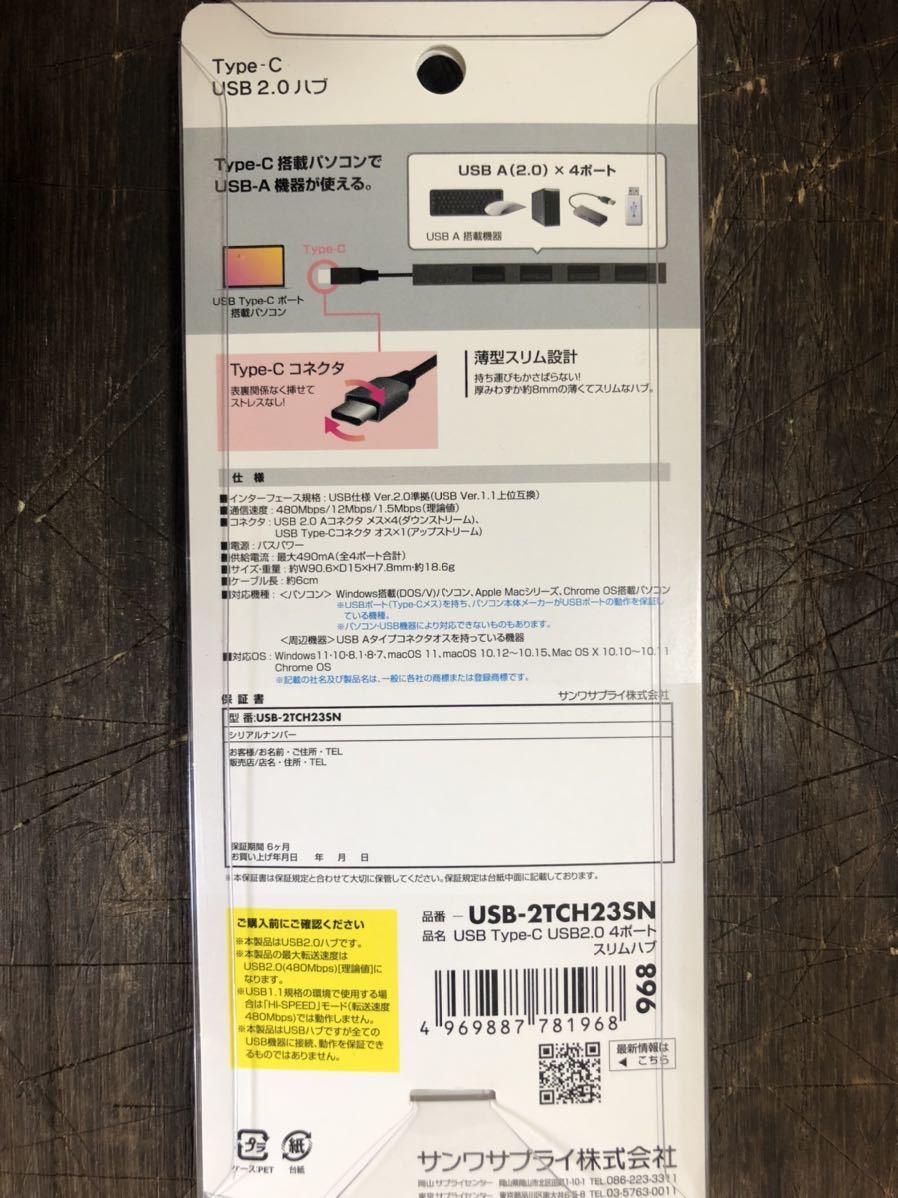 Type-C
USB 2.0 ハブ
Type-C 搭載パソコンで
USB-A 機器が使える。
USB A(2.0) × 4ポート
USB A 搭載機器
Type-C
USB Type-C ポート
搭載パソコン
Type-C コネクタ
表裏関係なく挿せて
ストレスなし!
薄型スリム設計
持ち運びもかさばらない!
厚みわずか約8mmの薄くてスリムなハブ。
仕 様
■インターフェース規格 : USB仕様 Ver.2.0準拠(USB Ver.1.1上位互換)
■通信速度 : 480Mbps/12Mbps/1.5Mbps(理論値)
■コネクタ : USB 2.0 Aコネクタ メス×4(ダウンストリーム)、
USB Type-Cコネクタ オス×1(アップストリーム)
■電源 : バスパワー
■供給電流 : 最大490mA(全4ポート合計)
■サイズ・重量 : 約W90.6×D15×H7.8mm・約18.6g
■ケーブル長 : 約6cm
■対応機種 : <パソコン> Windows搭載(DOS/V)パソコン、Apple Macシリーズ、Chrome OS搭載パソコン
※USBポート(Type-Cメス)を持ち、パソコン本体メーカーがUSBポートの動作を保証し
ている機種。
※パソコン・USB機器により対応できないものもあります。
<周辺機器> USB Aタイプコネクタオスを持っている機器
■対応OS : Windows11・10・8.1・8・7、macOS 11、macOS 10.12〜10.15、Mac OS X 10.10〜10.11
Chrome OS
※記載の社名及び製品名は、一般に各社の商標または登録商標です。
保 証 書
サンワサプライ株式会社
型 番:USB-2TCH23SN
シリアルナンバー
お客様/お名前・ご住所・TEL
販売店/店名・住所・TEL
保証期間 6ヶ月
お買い上げ年月日 年 月 日
※本保証書は保証規定と合わせて大切に保管してください。保証規定は台紙中面に記載しております。
ご購入前にご確認ください
※本製品はUSB2.0ハブです。
※本製品の最大転送速度は
USB2.0(480Mbps)[理論値]に
なります。
※USB1.1規格の環境で使用する場
合は「HI-SPEED」モード(転送速度
480Mbps)では動作しません。
※本製品はUSBハブですが全ての
USB機器に接続、動作を保証でき
るものではありません。
品番 − USB-2TCH23SN
品名 USB Type-C USB2.0 4ポート
スリムハブ
968
4 969887 781968
最新情報は
◀ こちら
プラ
ケース:PET
紙
台紙
サンワサプライ株式会社
岡山サプライセンター 岡山県岡山市北区田町1-10-1 TEL.086-223-3311
東京サプライセンター 東京都品川区南大井6-5-8 TEL.03-5763-0011